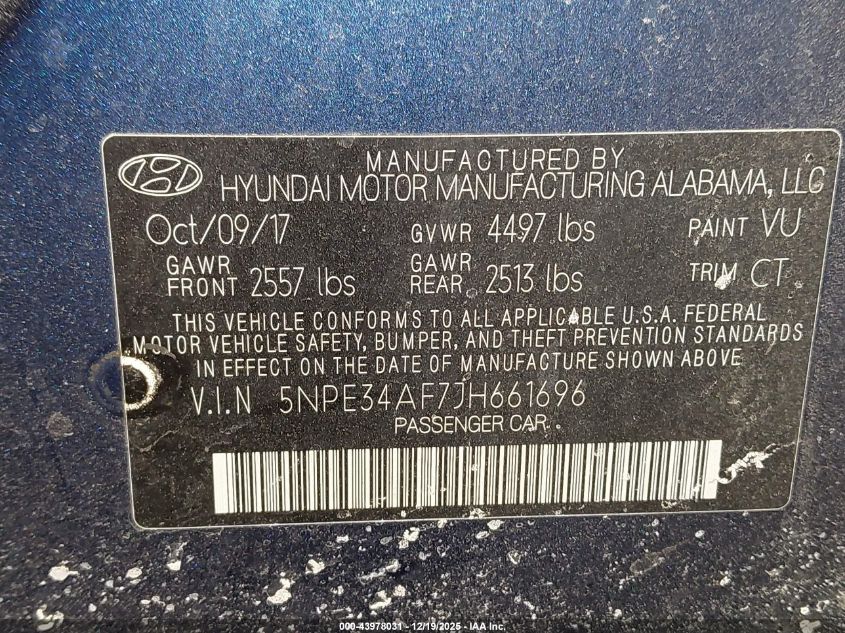 MANUFACTURED BY
HYUNDAI MOTOR MANUFACTURING ALABAMA, LLC
Oct/09/17 GVWR 4497 lbs PAINT VU
GAWR FRONT 2557 lbs GAWR REAR 2513 lbs TRIM CT
THIS VEHICLE CONFORMS TO ALL APPLICABLE U.S.A. FEDERAL
MOTOR VEHICLE SAFETY, BUMPER, AND THEFT PREVENTION STANDARDS
IN EFFECT ON THE DATE OF MANUFACTURE SHOWN ABOVE
V.I.N 5NPE34AF7JH661696
PASSENGER CAR
000-43978031 - 12/19/2025 - IAA Inc.